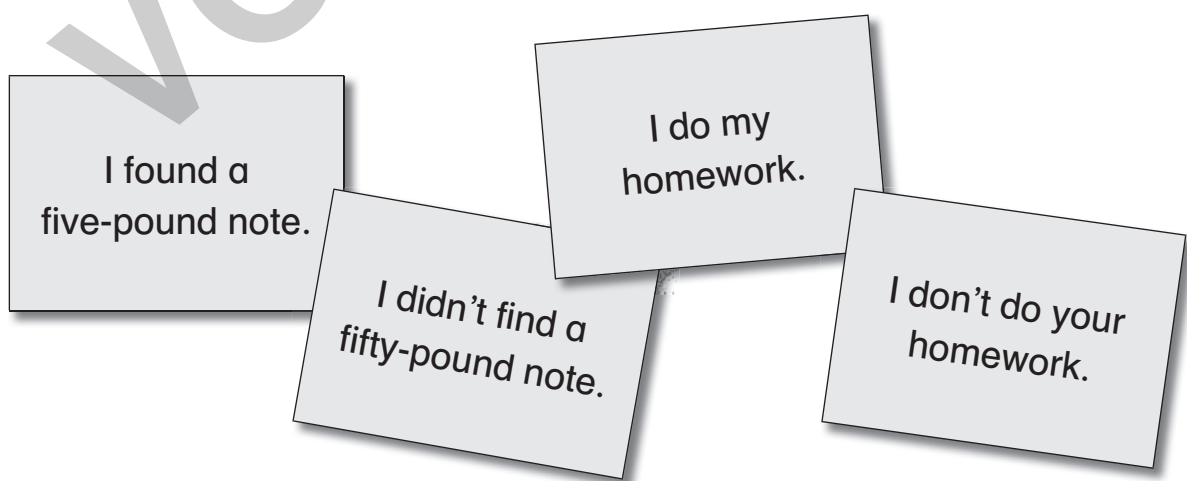 I found a
five-pound note.
I didn't find a
fifty-pound note.
I do my
homework.
I don't do your
homework.